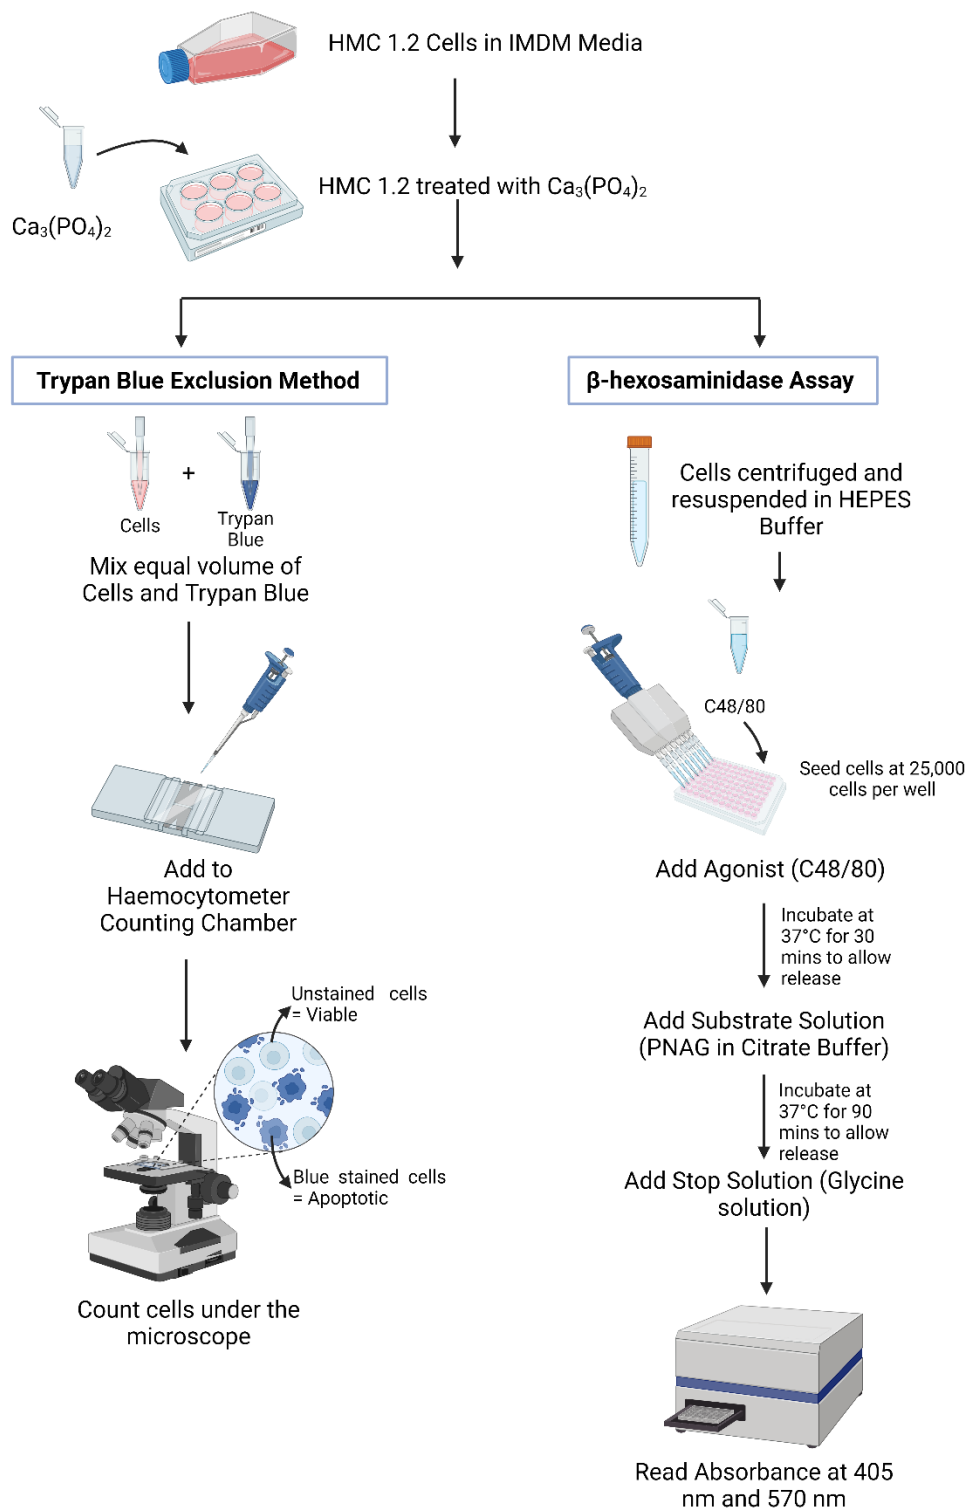 HMC 1.2 Cells in IMDM Media
Ca₃(PO₄)₂
HMC 1.2 treated with Ca₃(PO₄)₂
Trypan Blue Exclusion Method
+
Cells
Trypan
Blue
Mix equal volume of
Cells and Trypan Blue
Add to
Haemocytometer
Counting Chamber
Unstained cells
= Viable
Blue stained cells
= Apoptotic
Count cells under the
microscope
β-hexosaminidase Assay
Cells centrifuged and
resuspended in HEPES
Buffer
C48/80
Seed cells at 25,000
cells per well
Add Agonist (C48/80)
Incubate at
37°C for 30
mins to allow
release
Add Substrate Solution
(PNAG in Citrate Buffer)
Incubate at
37°C for 90
mins to allow
release
Add Stop Solution (Glycine
solution)
Read Absorbance at 405
nm and 570 nm